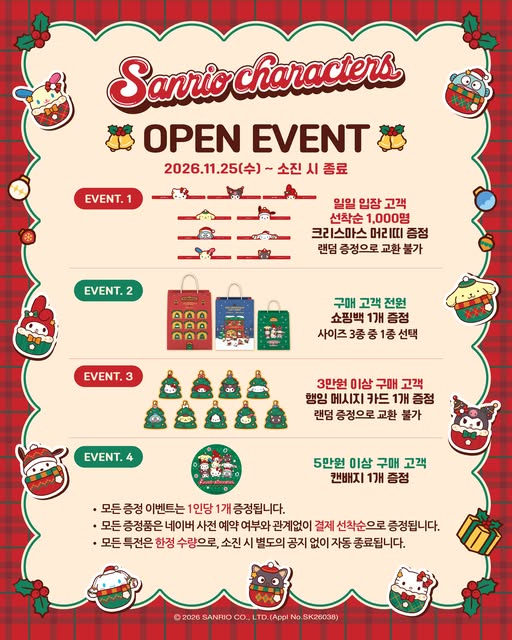 Sanrio characters
OPEN EVENT
2026.11.25(수) ~ 소진 시 종료
EVENT. 1
일일 입장 고객
선착순 1,000명
크리스마스 머리띠 증정
랜덤 증정으로 교환 불가
EVENT. 2
구매 고객 전원
쇼핑백 1개 증정
사이즈 3종 중 1종 선택
EVENT. 3
3만원 이상 구매 고객
행잉 메시지 카드 1개 증정
랜덤 증정으로 교환 불가
EVENT. 4
5만원 이상 구매 고객
캔배지 1개 증정
• 모든 증정 이벤트는 1인당 1개 증정됩니다.
• 모든 증정품은 네이버 사전 예약 여부와 관계없이 결제 선착순으로 증정됩니다.
• 모든 특전은 한정 수량으로, 소진 시 별도의 공지 없이 자동 종료됩니다.
© 2026 SANRIO CO., LTD.(Appl No.SK26038)